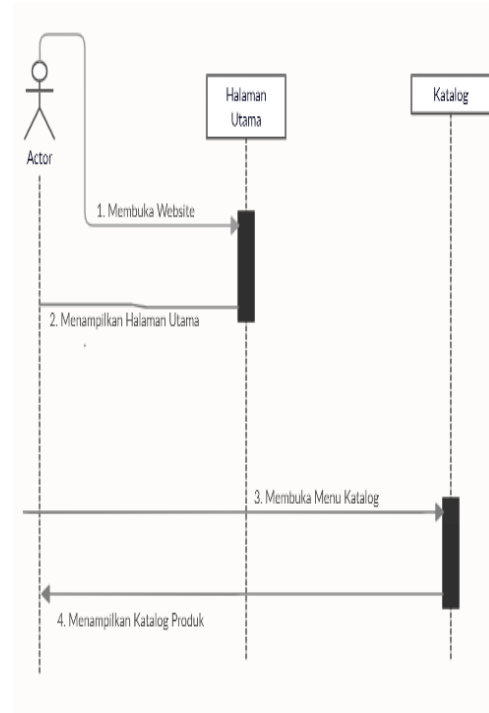 Halaman
Utama
Katalog
Actor
1. Membuka Website
2. Menampilkan Halaman Utama
3. Membuka Menu Katalog
4. Menampilkan Katalog Produk